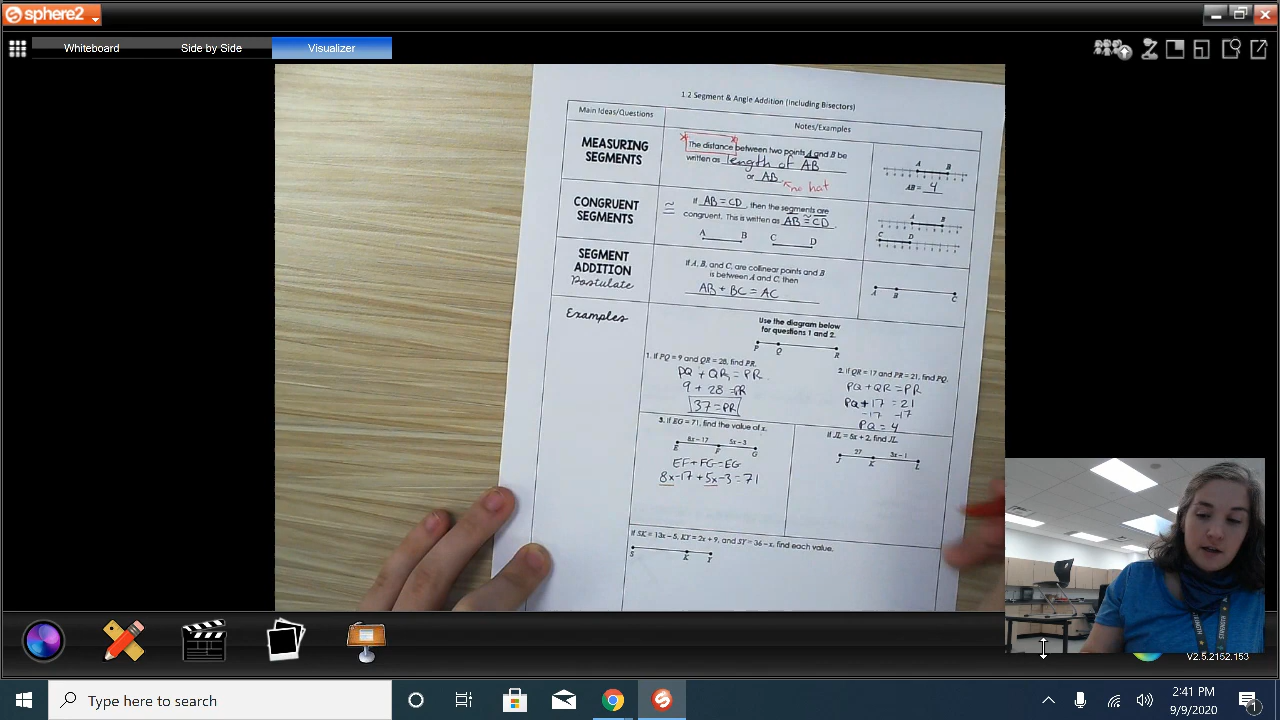 sphere2
Whiteboard
Side by Side
Visualizer
1.2 Segment & Angle Addition (Including Bisectors)
Main Ideas/Questions
Notes/Examples
MEASURING
SEGMENTS
The distance between two points A and B be
written as length of AB
or AB
no hat
A B
AB = 4
CONGRUENT
SEGMENTS
≅
If AB = CD, then the segments are
congruent. This is written as AB ≅ CD.
A B C D
A B
C D
SEGMENT
ADDITION
Postulate
If A, B, and C, are collinear points and B
is between A and C, then
AB + BC = AC
A B C
Examples
Use the diagram below
for questions 1 and 2.
P Q R
1. If PQ = 9 and QR = 28, find PR.
PQ + QR = PR
9 + 28 = PR
37 = PR
2. If QR = 17 and PR = 21, find PQ.
PQ + QR = PR
PQ + 17 = 21
-17 -17
PQ = 4
3. If EG = 71, find the value of x.
8x - 17 5x - 3
E F G
EF + FG = EG
8x - 17 + 5x - 3 = 71
If JL = 6x + 2, find JL
27 3x - 1
J K L
If SK = 13x - 5, KY = 2x + 9, and SY = 36 - x, find each value.
S K Y
V2.5.2152.153
Type here to search
2:41 PM
9/9/2020
1